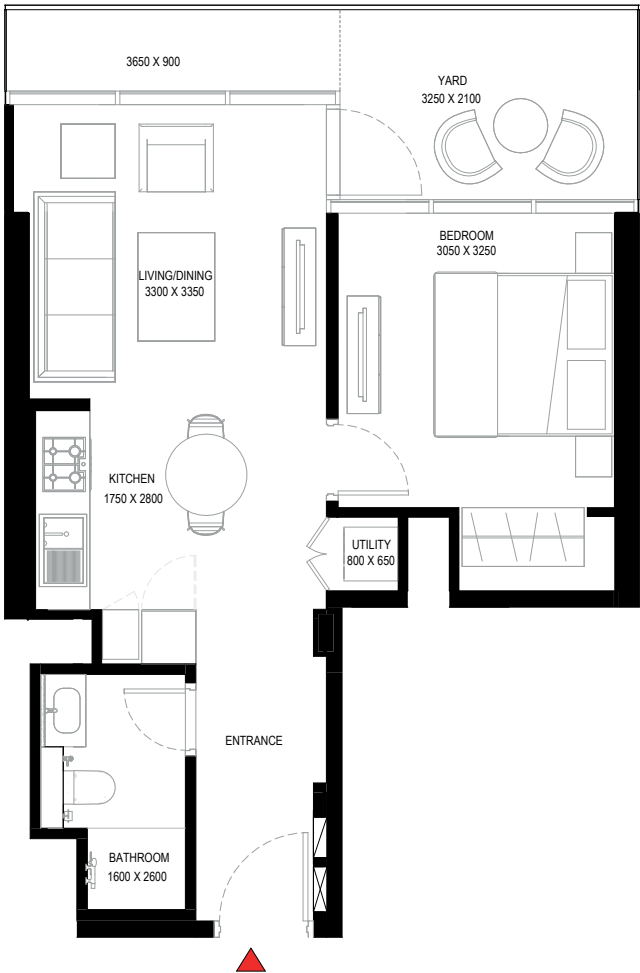 3650 X 900
YARD
3250 X 2100
BEDROOM
3050 X 3250
LIVING/DINING
3300 X 3350
KITCHEN
1750 X 2800
UTILITY
800 X 650
ENTRANCE
BATHROOM
1600 X 2600